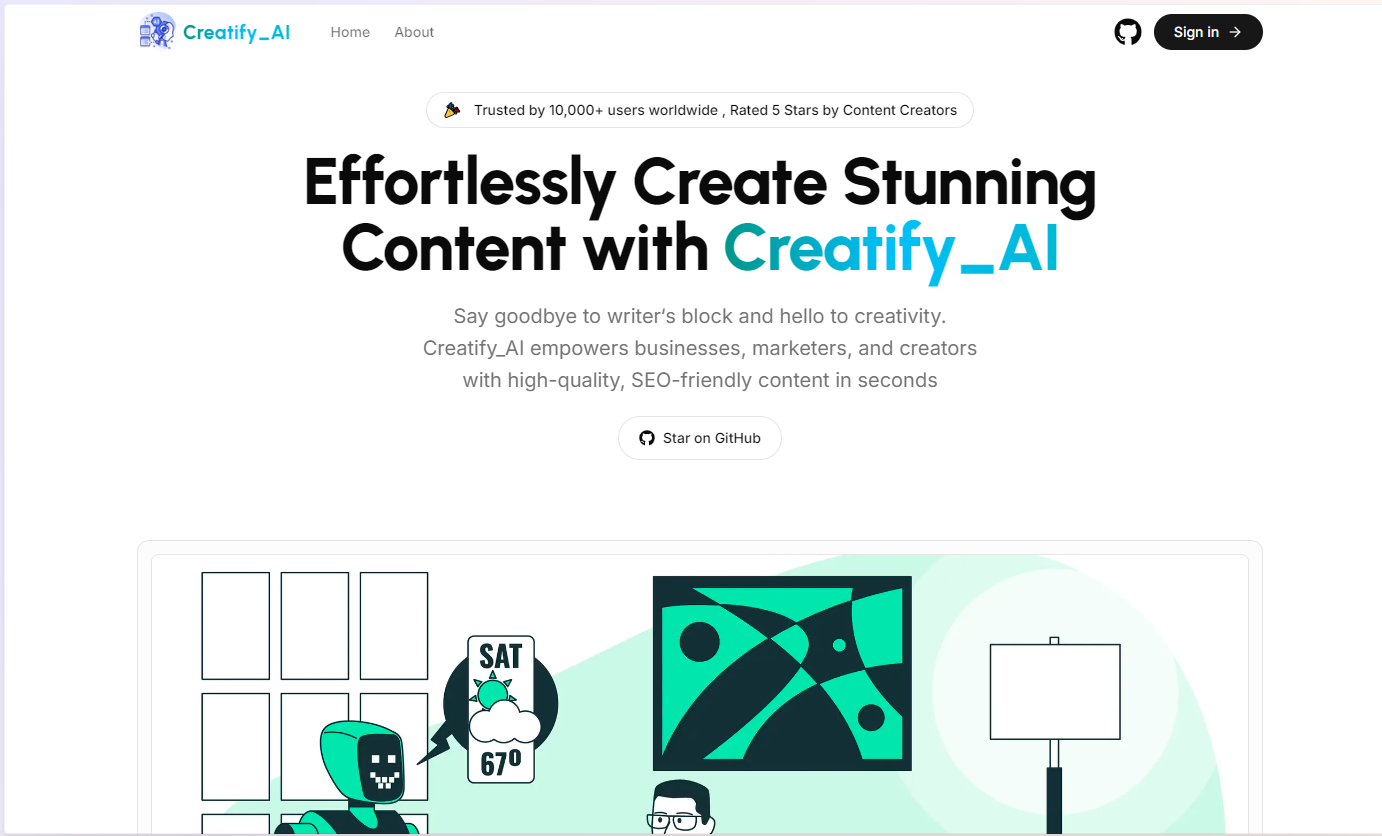 Creatify_AI
Home
About
Sign in
Trusted by 10,000+ users worldwide , Rated 5 Stars by Content Creators
Effortlessly Create Stunning
Content with Creatify_AI
Say goodbye to writer‘s block and hello to creativity.
Creatify_AI empowers businesses, marketers, and creators
with high-quality, SEO-friendly content in seconds
Star on GitHub
SAT
67º